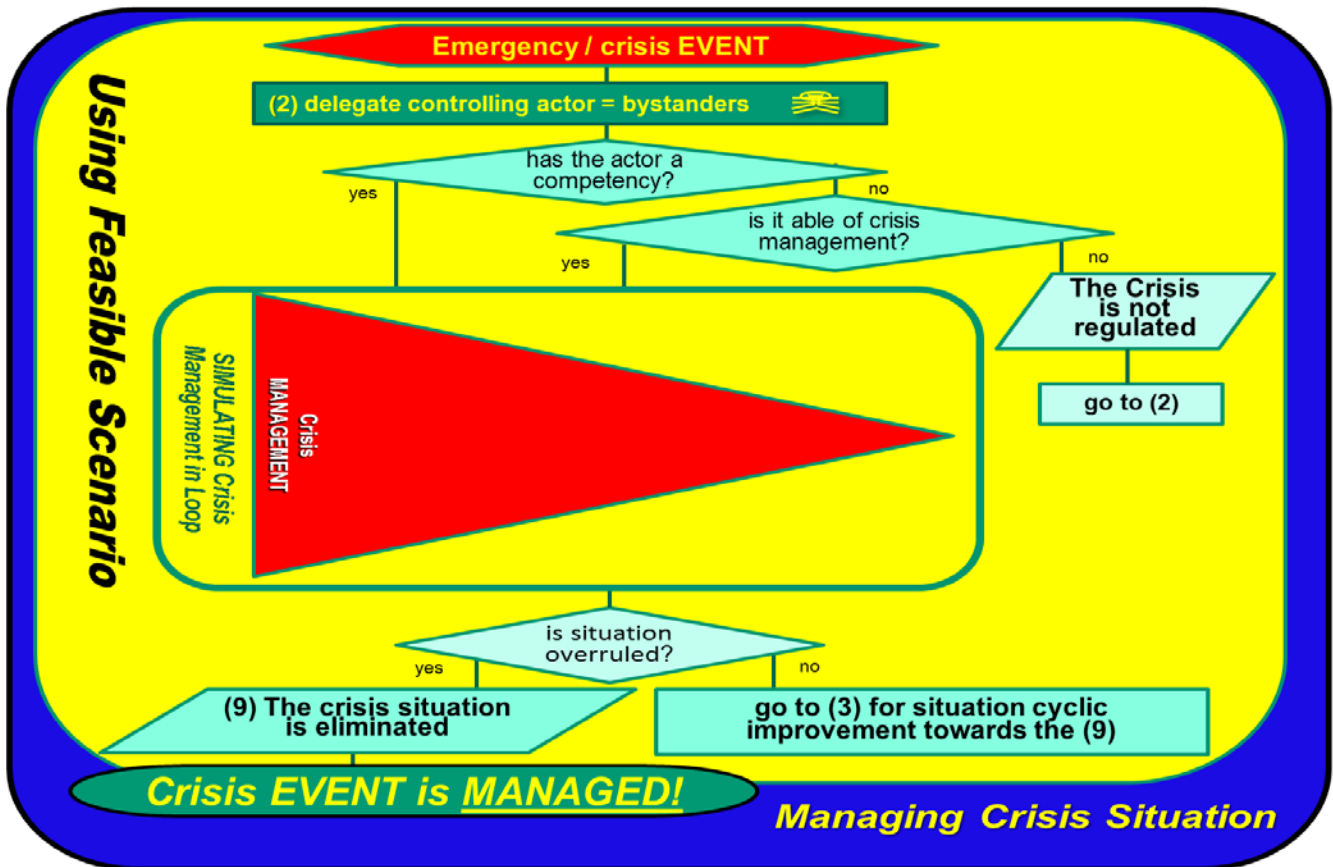 Emergency / crisis EVENT
(2) delegate controlling actor = bystanders
has the actor a
competency?
yes
no
is it able of crisis
management?
yes
no
The Crisis
is not
regulated
go to (2)
Using Feasible Scenario
SIMULATING Crisis
Management in Loop
Crisis
MANAGEMENT
is situation
overruled?
yes
no
(9) The crisis situation
is eliminated
go to (3) for situation cyclic
improvement towards the (9)
Crisis EVENT is MANAGED!
Managing Crisis Situation